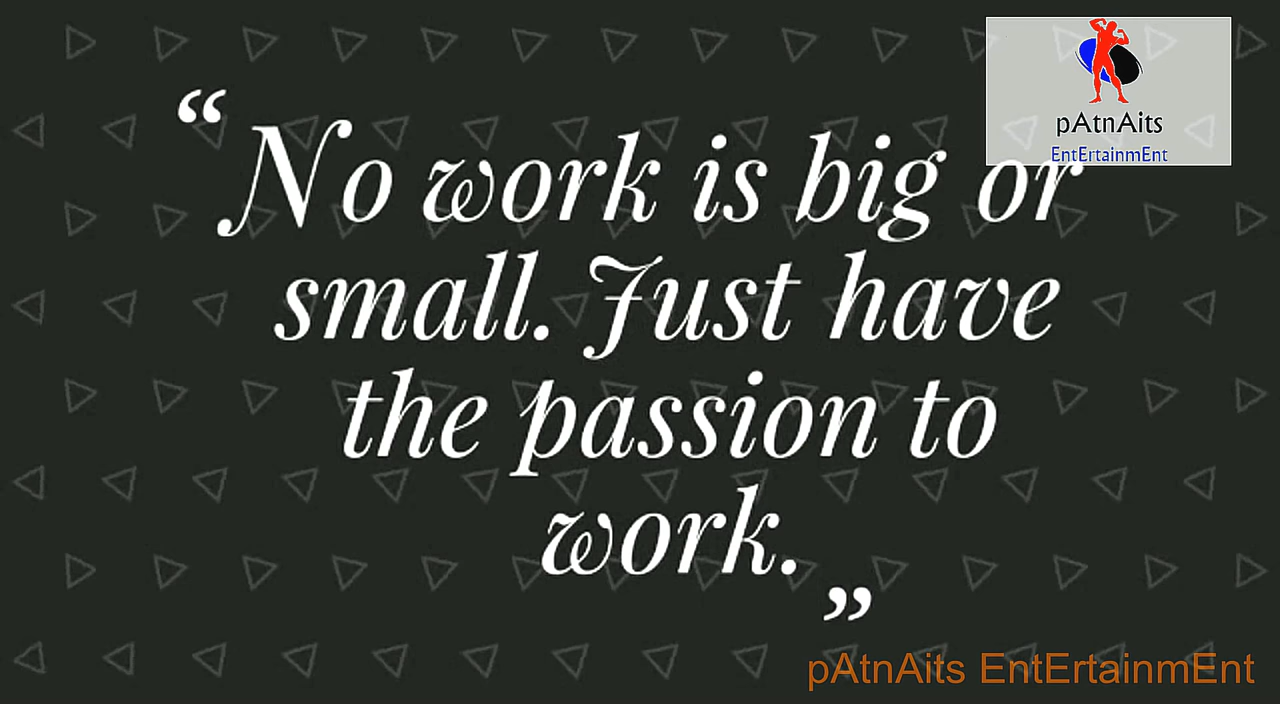 pAtnAits
EntErtainmEnt
“No work is big or
small. Just have
the passion to
work.”
pAtnAits EntErtainmEnt